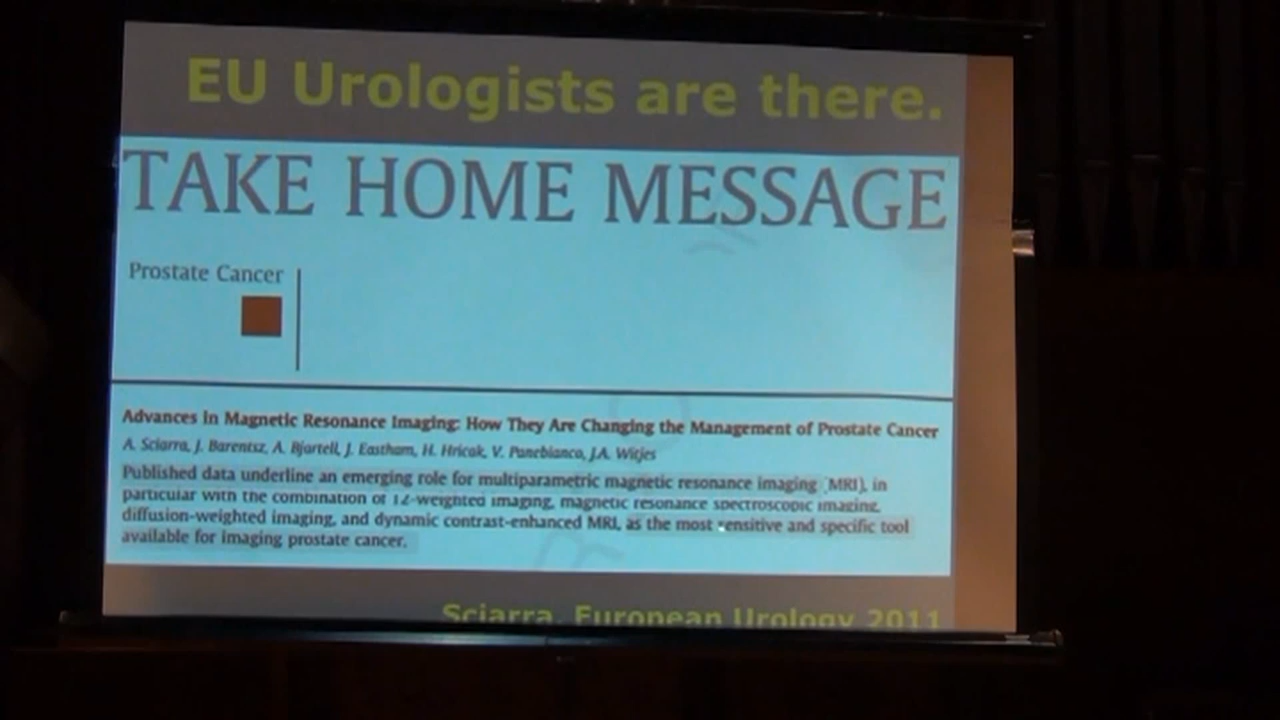 EU Urologists are there.
TAKE HOME MESSAGE
Prostate Cancer
Advances In Magnetic Resonance Imaging: How They Are Changing the Management of Prostate Cancer
A. Sciarra, J. Barentsz, A. Bjartell, J. Eastham, H. Hricak, V. Panebianco, J.A. Witjes
Published data underline an emerging role for multiparametric magnetic resonance imaging (MRI), in
particular with the combination of T2-weighted imaging, magnetic resonance spectroscopic imaging,
diffusion-weighted imaging, and dynamic contrast-enhanced MRI, as the most sensitive and specific tool
available for imaging prostate cancer.
Sciarra, European Urology 2011